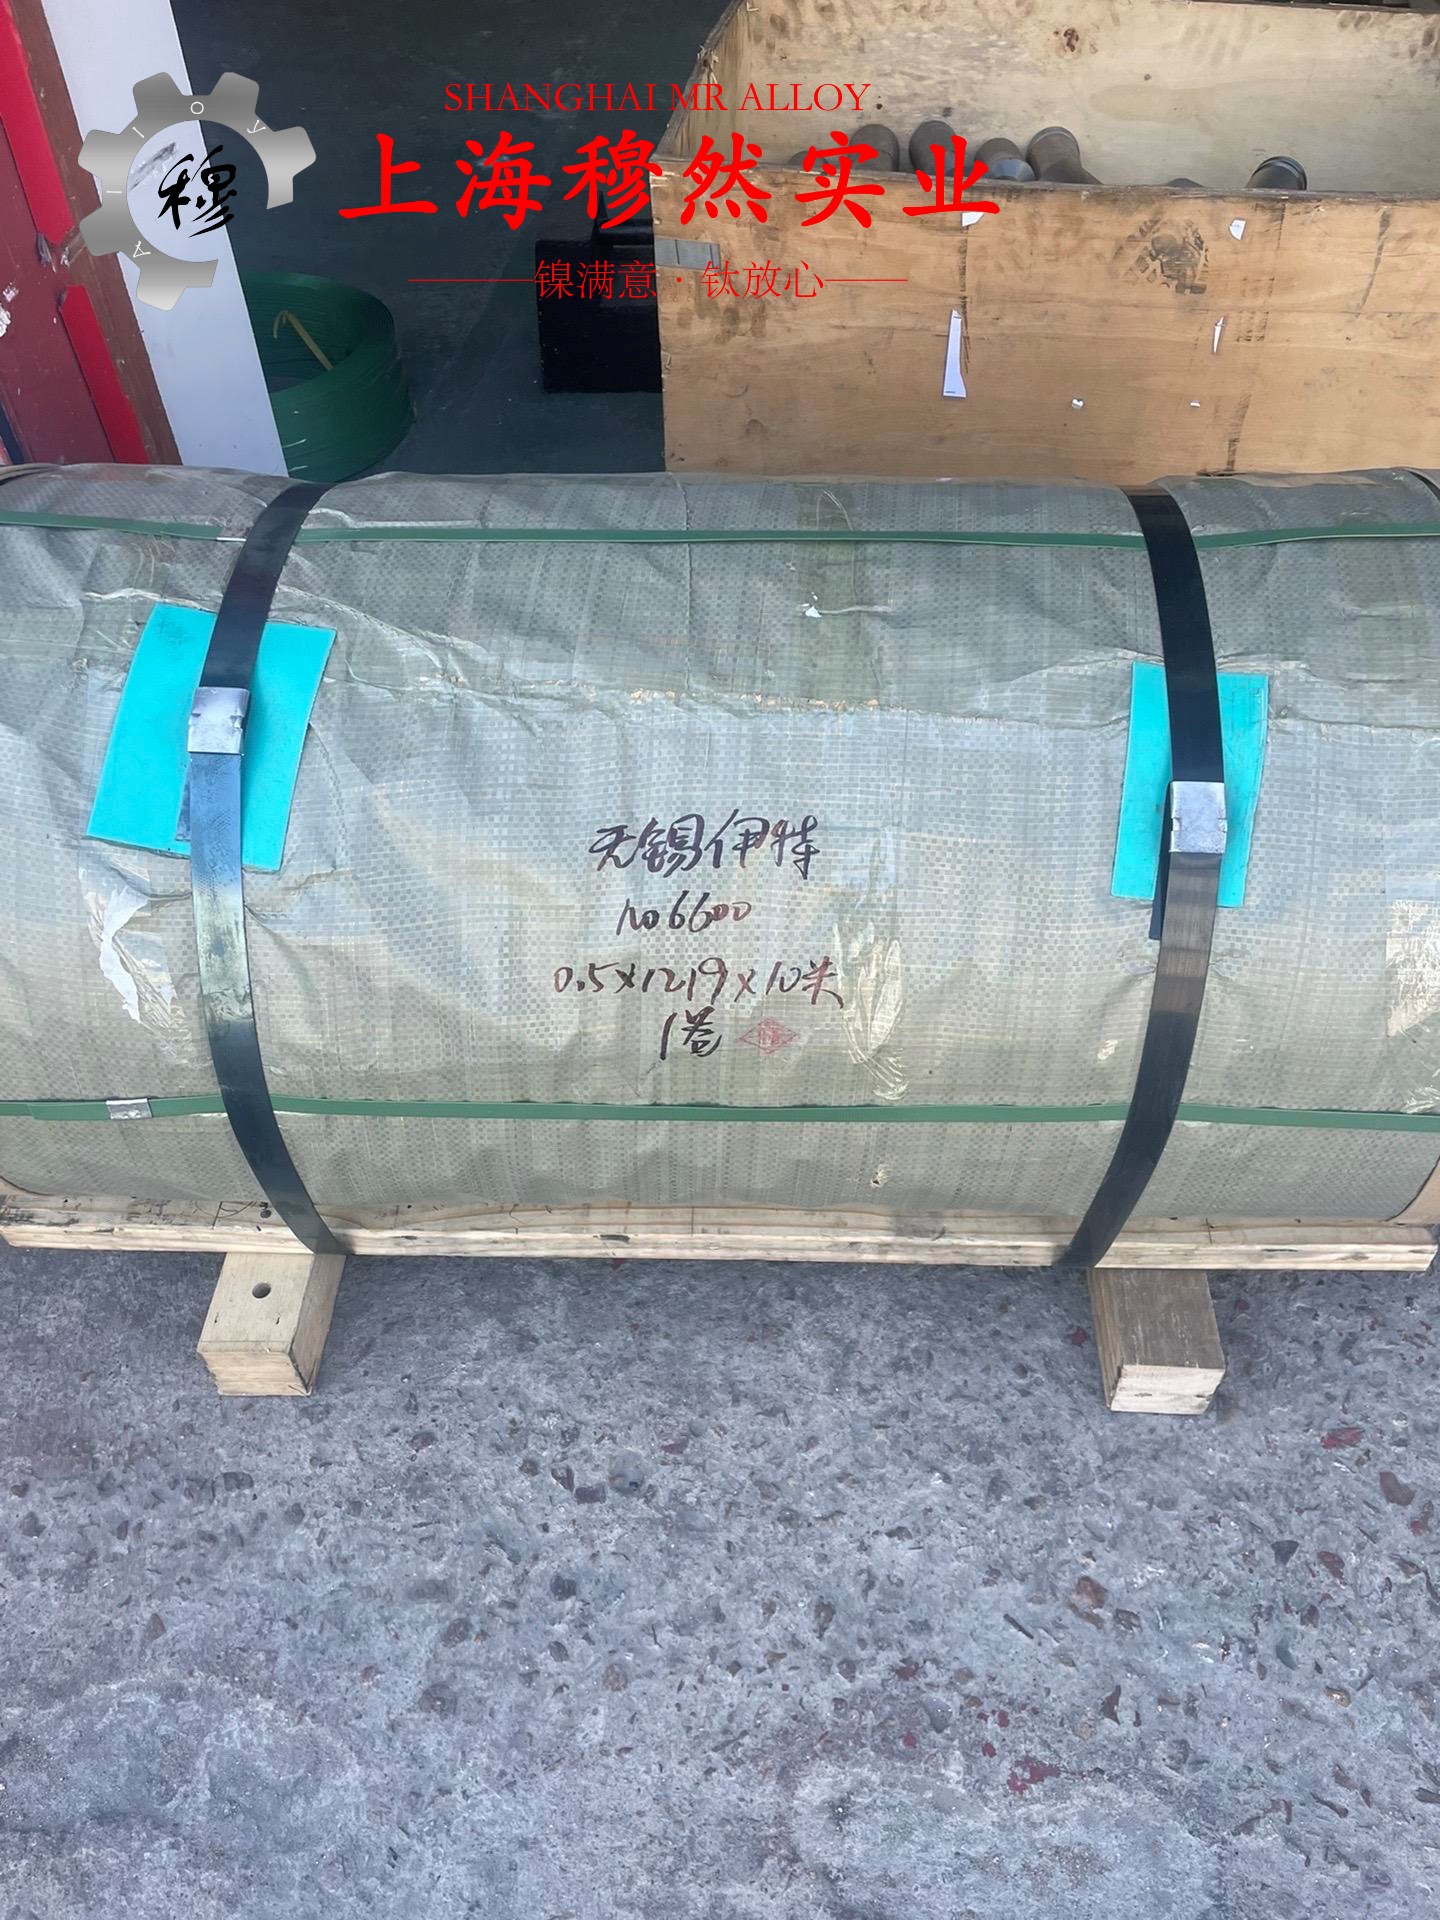 SHANGHAI MR ALLOY
上海穆然实业
穆
镍满意·钛放心
无锡伊特
No6600
0.5×1219×10米
1卷